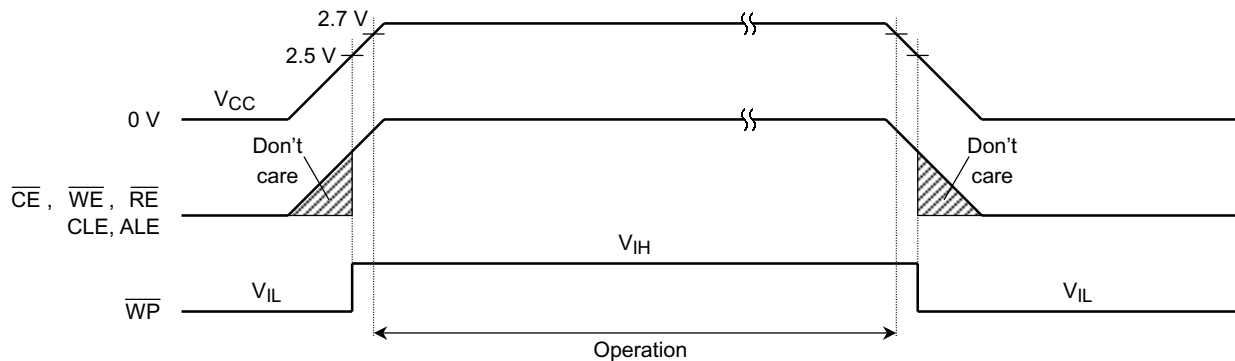 2.7 V
2.5 V
VCC
0 V
Don't
care
Don't
care
CE , WE , RE
CLE, ALE
VIH
VIL
VIL
WP
Operation